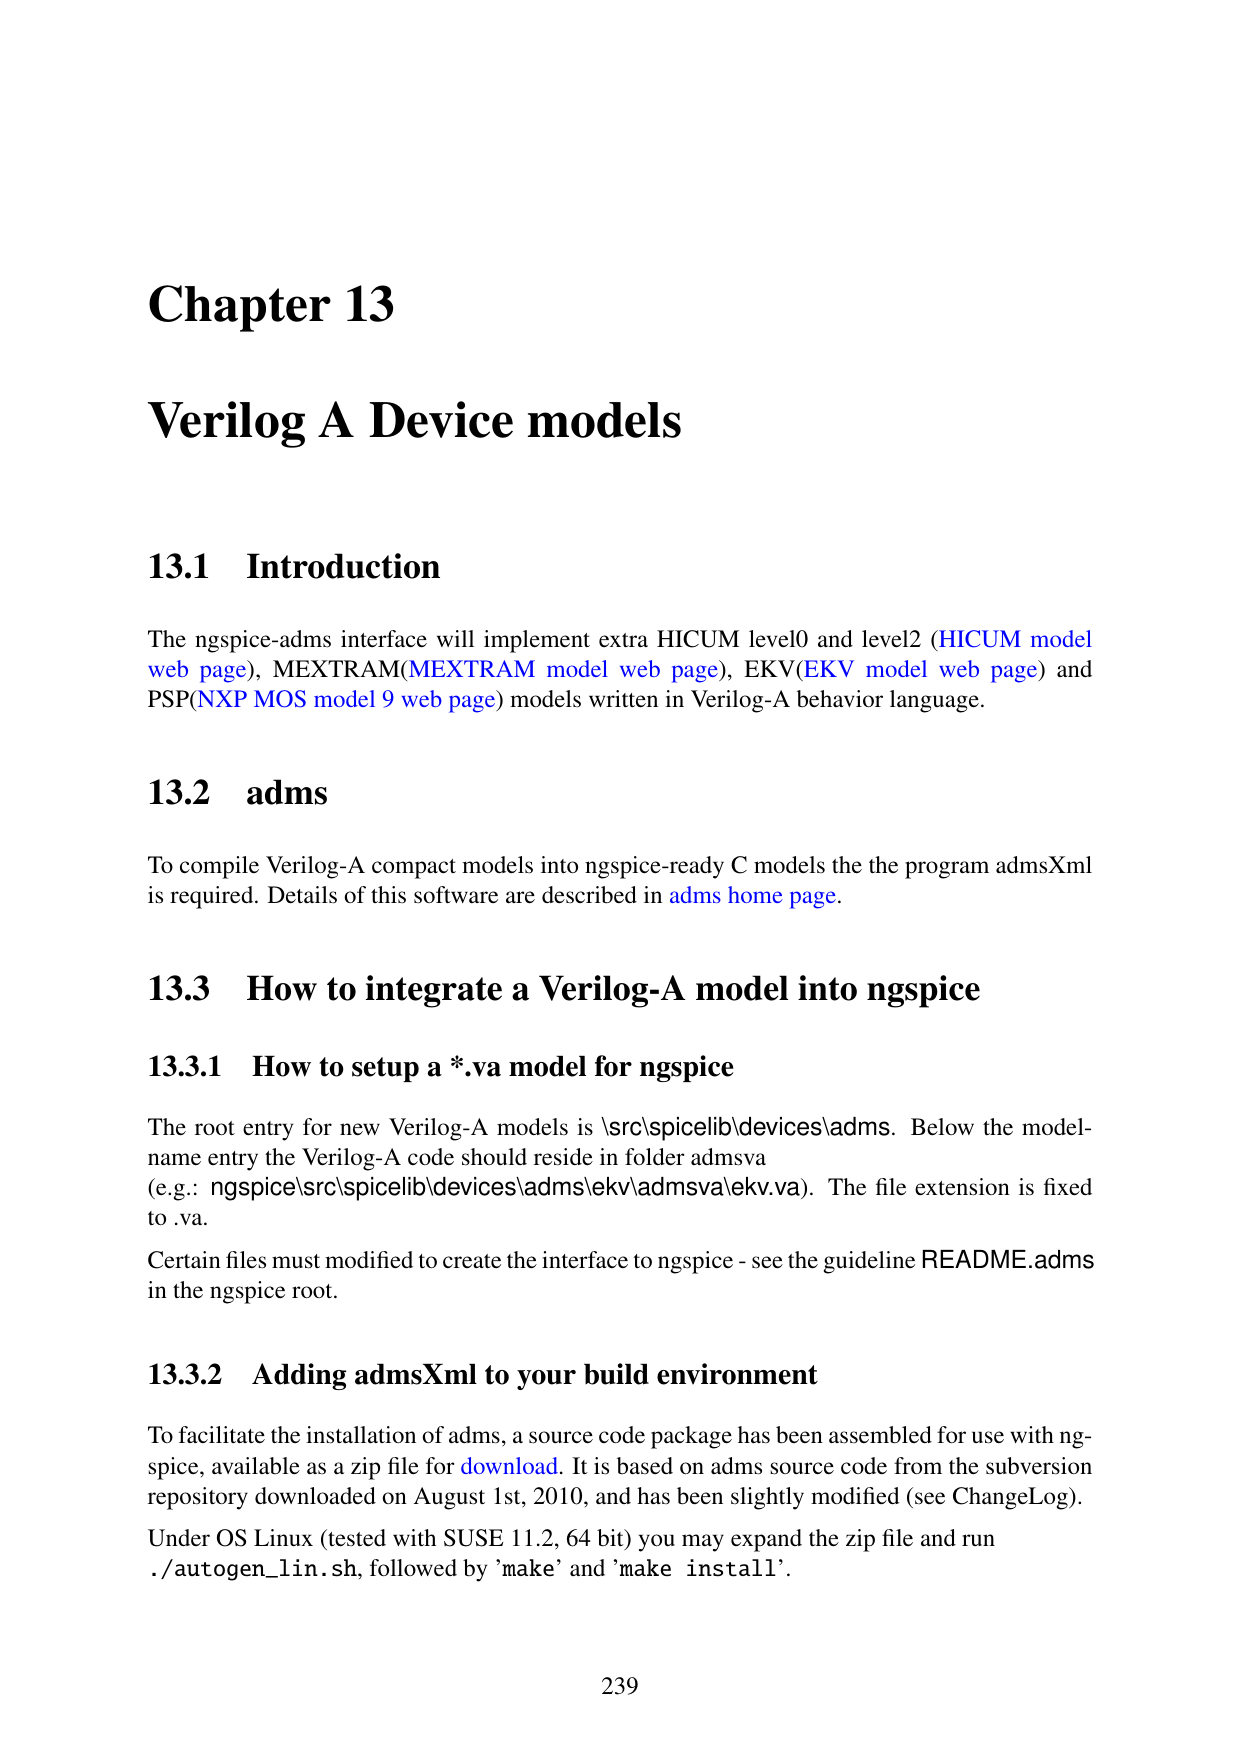 Chapter 13
Verilog A Device models
13.1 Introduction
The ngspice-adms interface will implement extra HICUM level0 and level2 (HICUM model
web page), MEXTRAM(MEXTRAM model web page), EKV(EKV model web page) and
PSP(NXP MOS model 9 web page) models written in Verilog-A behavior language.
13.2 adms
To compile Verilog-A compact models into ngspice-ready C models the the program admsXml
is required. Details of this software are described in adms home page.
13.3 How to integrate a Verilog-A model into ngspice
13.3.1 How to setup a *.va model for ngspice
The root entry for new Verilog-A models is \src\spicelib\devices\adms. Below the model-
name entry the Verilog-A code should reside in folder admsva
(e.g.: ngspice\src\spicelib\devices\adms\ekv\admsva\ekv.va). The file extension is fixed
to .va.
Certain files must modified to create the interface to ngspice - see the guideline README.adms
in the ngspice root.
13.3.2 Adding admsXml to your build environment
To facilitate the installation of adms, a source code package has been assembled for use with ng-
spice, available as a zip file for download. It is based on adms source code from the subversion
repository downloaded on August 1st, 2010, and has been slightly modified (see ChangeLog).
Under OS Linux (tested with SUSE 11.2, 64 bit) you may expand the zip file and run
./autogen_lin.sh, followed by ’make’ and ’make install’.
239